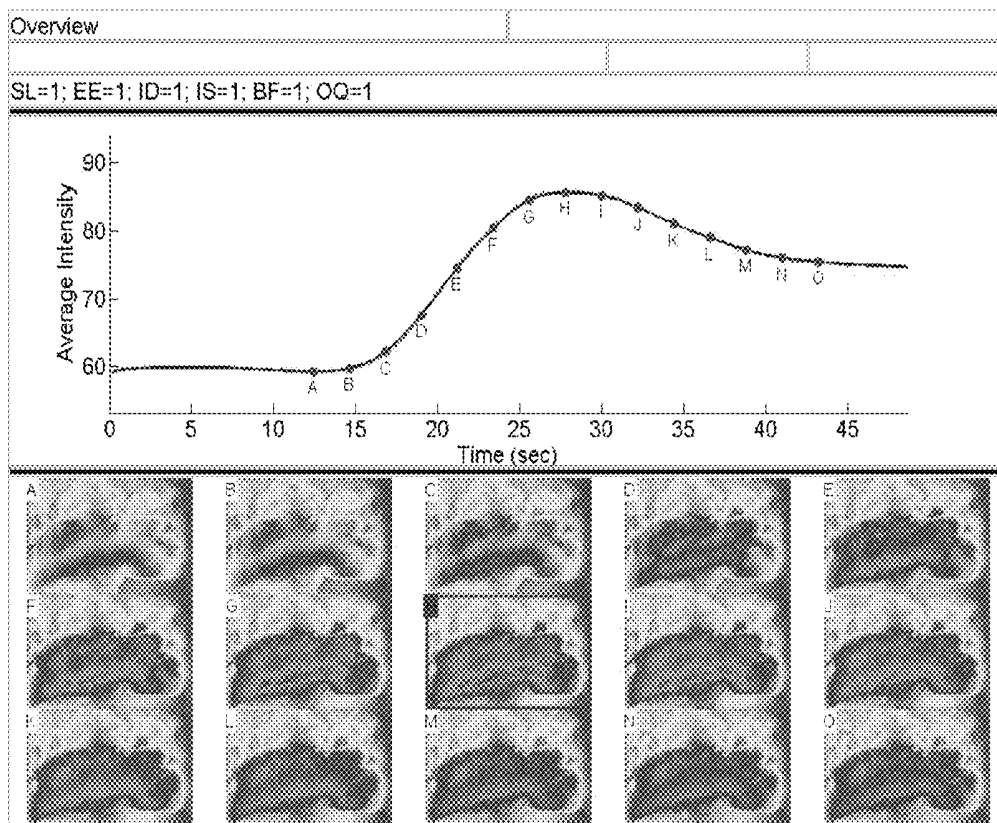 Overview
SL=1; EE=1; ID=1; IS=1; BF=1; OQ=1
Average Intensity
90
80
70
60
A B C D E F G H I J K L M N O
0 5 10 15 20 25 30 35 40 45
Time (sec)
A B C D E
F G I J
K L M N O